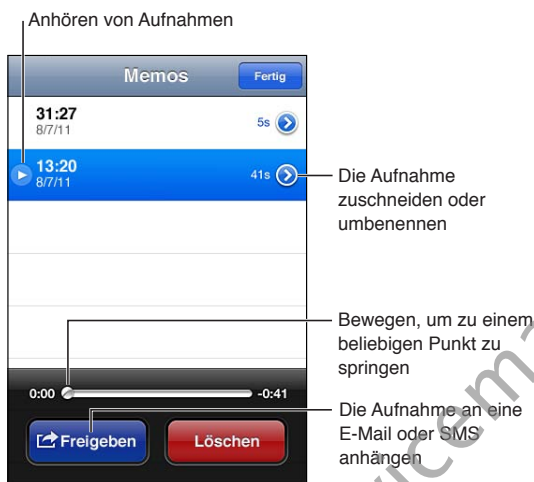 Anhören von Aufnahmen
Memos
Fertig
31:27
8/7/11
5s
13:20
8/7/11
41s
Die Aufnahme
zuschneiden oder
umbenennen
Bewegen, um zu einem
beliebigen Punkt zu
springen
0:00
-0:41
Die Aufnahme an eine
E-Mail oder SMS
anhängen
Freigeben
Löschen